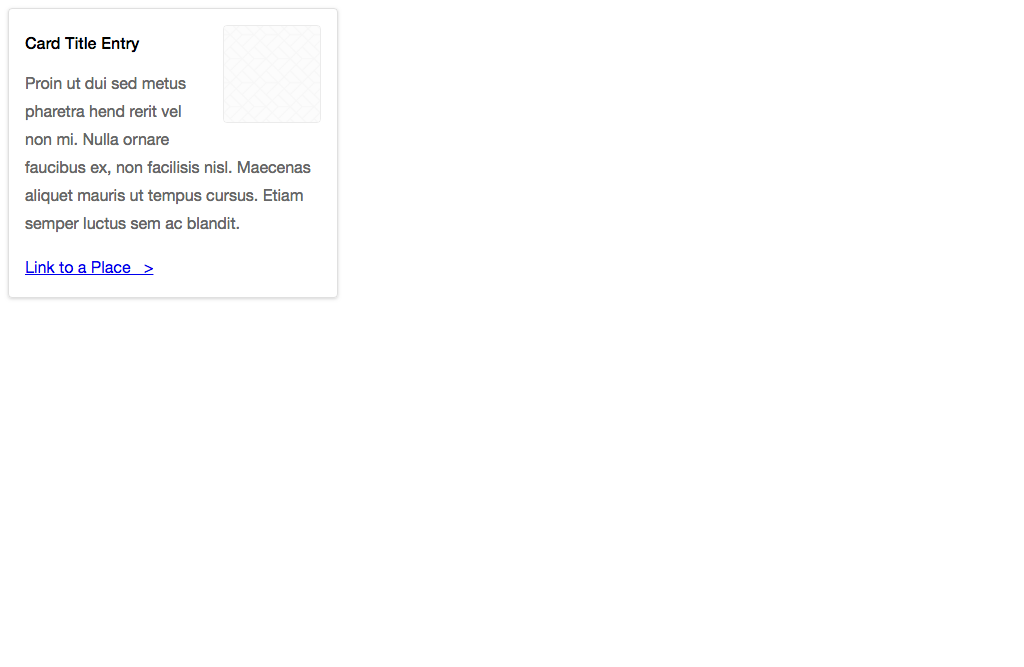 Card Title Entry
Proin ut dui sed metus
pharetra hend rerit vel
non mi. Nulla ornare
faucibus ex, non facilisis nisl. Maecenas
aliquet mauris ut tempus cursus. Etiam
semper luctus sem ac blandit.
Link to a Place >